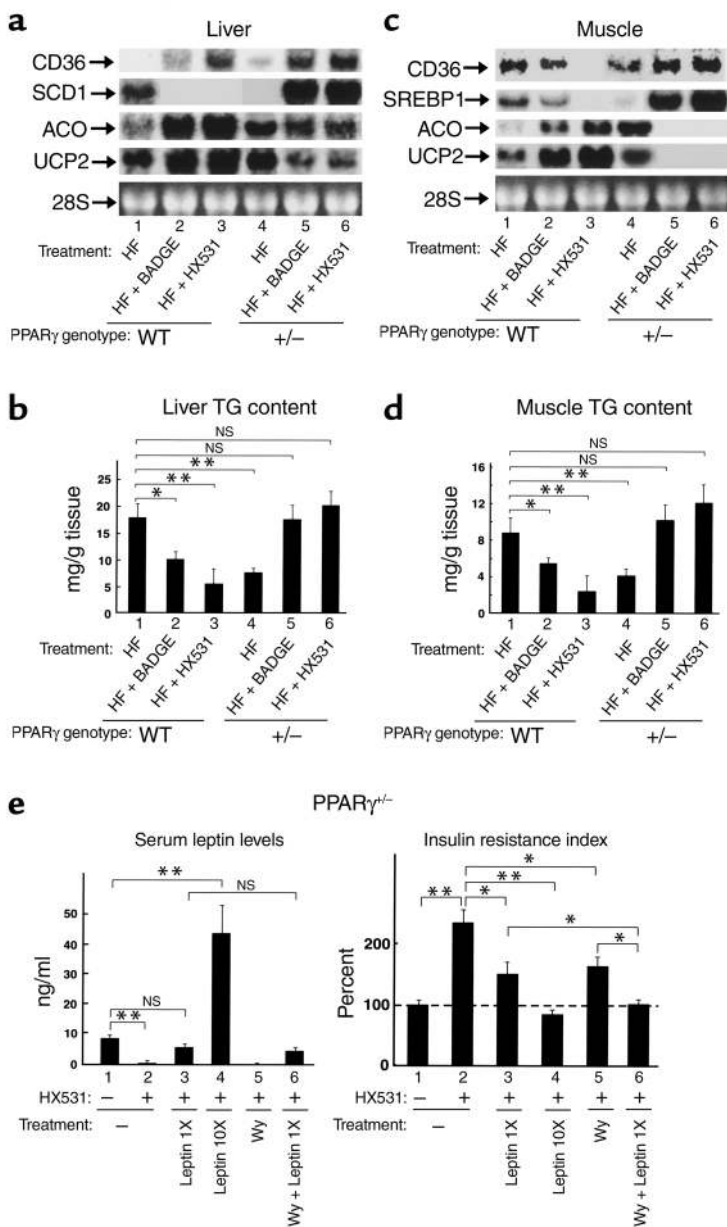 a Liver
CD36
SCD1
ACO
UCP2
28S
1 2 3 4 5 6
Treatment: HF HF + BADGE HF + HX531 HF HF + BADGE HF + HX531
PPARγ genotype: WT +/–
c Muscle
CD36
SREBP1
ACO
UCP2
28S
1 2 3 4 5 6
Treatment: HF HF + BADGE HF + HX531 HF HF + BADGE HF + HX531
PPARγ genotype: WT +/–
b Liver TG content
NS
NS
**
**
*
mg/g tissue
25
20
15
10
5
0
1 2 3 4 5 6
Treatment: HF HF + BADGE HF + HX531 HF HF + BADGE HF + HX531
PPARγ genotype: WT +/–
d Muscle TG content
NS
NS
**
**
*
mg/g tissue
16
12
8
4
0
1 2 3 4 5 6
Treatment: HF HF + BADGE HF + HX531 HF HF + BADGE HF + HX531
PPARγ genotype: WT +/–
e PPARγ+/–
Serum leptin levels
** NS
NS
**
ng/ml
50
40
30
20
10
0
1 2 3 4 5 6
HX531: – + + + + +
Treatment: – Leptin 1X Leptin 10X Wy Wy + Leptin 1X
Insulin resistance index
*
**
** * *
*
Percent
200
100
0
1 2 3 4 5 6
HX531: – + + + + +
Treatment: – Leptin 1X Leptin 10X Wy Wy + Leptin 1X